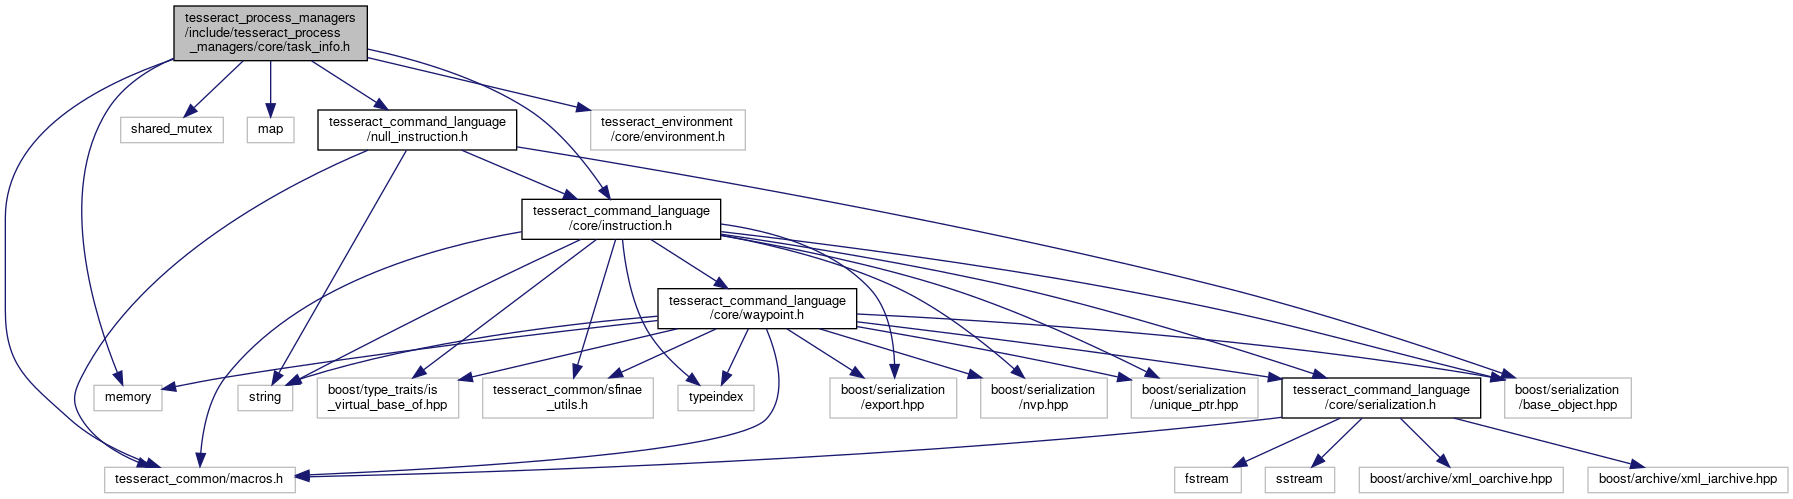 tesseract_process_managers
/include/tesseract_process
_managers/core/task_info.h
shared_mutex
map
tesseract_command_language
/null_instruction.h
tesseract_environment
/core/environment.h
tesseract_command_language
/core/instruction.h
tesseract_command_language
/core/waypoint.h
memory
string
boost/type_traits/is
_virtual_base_of.hpp
tesseract_common/sfinae
_utils.h
typeindex
boost/serialization
/export.hpp
boost/serialization
/nvp.hpp
boost/serialization
/unique_ptr.hpp
tesseract_command_language
/core/serialization.h
boost/serialization
/base_object.hpp
tesseract_common/macros.h
fstream
sstream
boost/archive/xml_oarchive.hpp
boost/archive/xml_iarchive.hpp